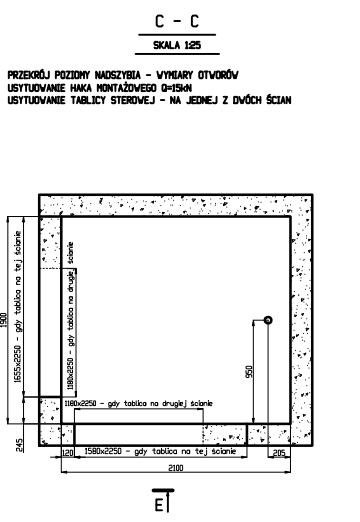 C - C
SKALA 1:25
PRZEKRÓJ POZIOMY NADSZYBIA - WYMIARY OTWORÓW
USYTUOWANIE HAKA MONTAŻOWEGO Q=15kN
USYTUOWANIE TABLICY STEROWEJ - NA JEDNEJ Z DWÓCH ŚCIAN
1900
1655x2250 - gdy tablica na tej ścianie
1180x2250 - gdy tablica na drugiej ścianie
950
1180x2250 - gdy tablica na drugiej ścianie
245
120
1580x2250 - gdy tablica na tej ścianie
205
2100
E